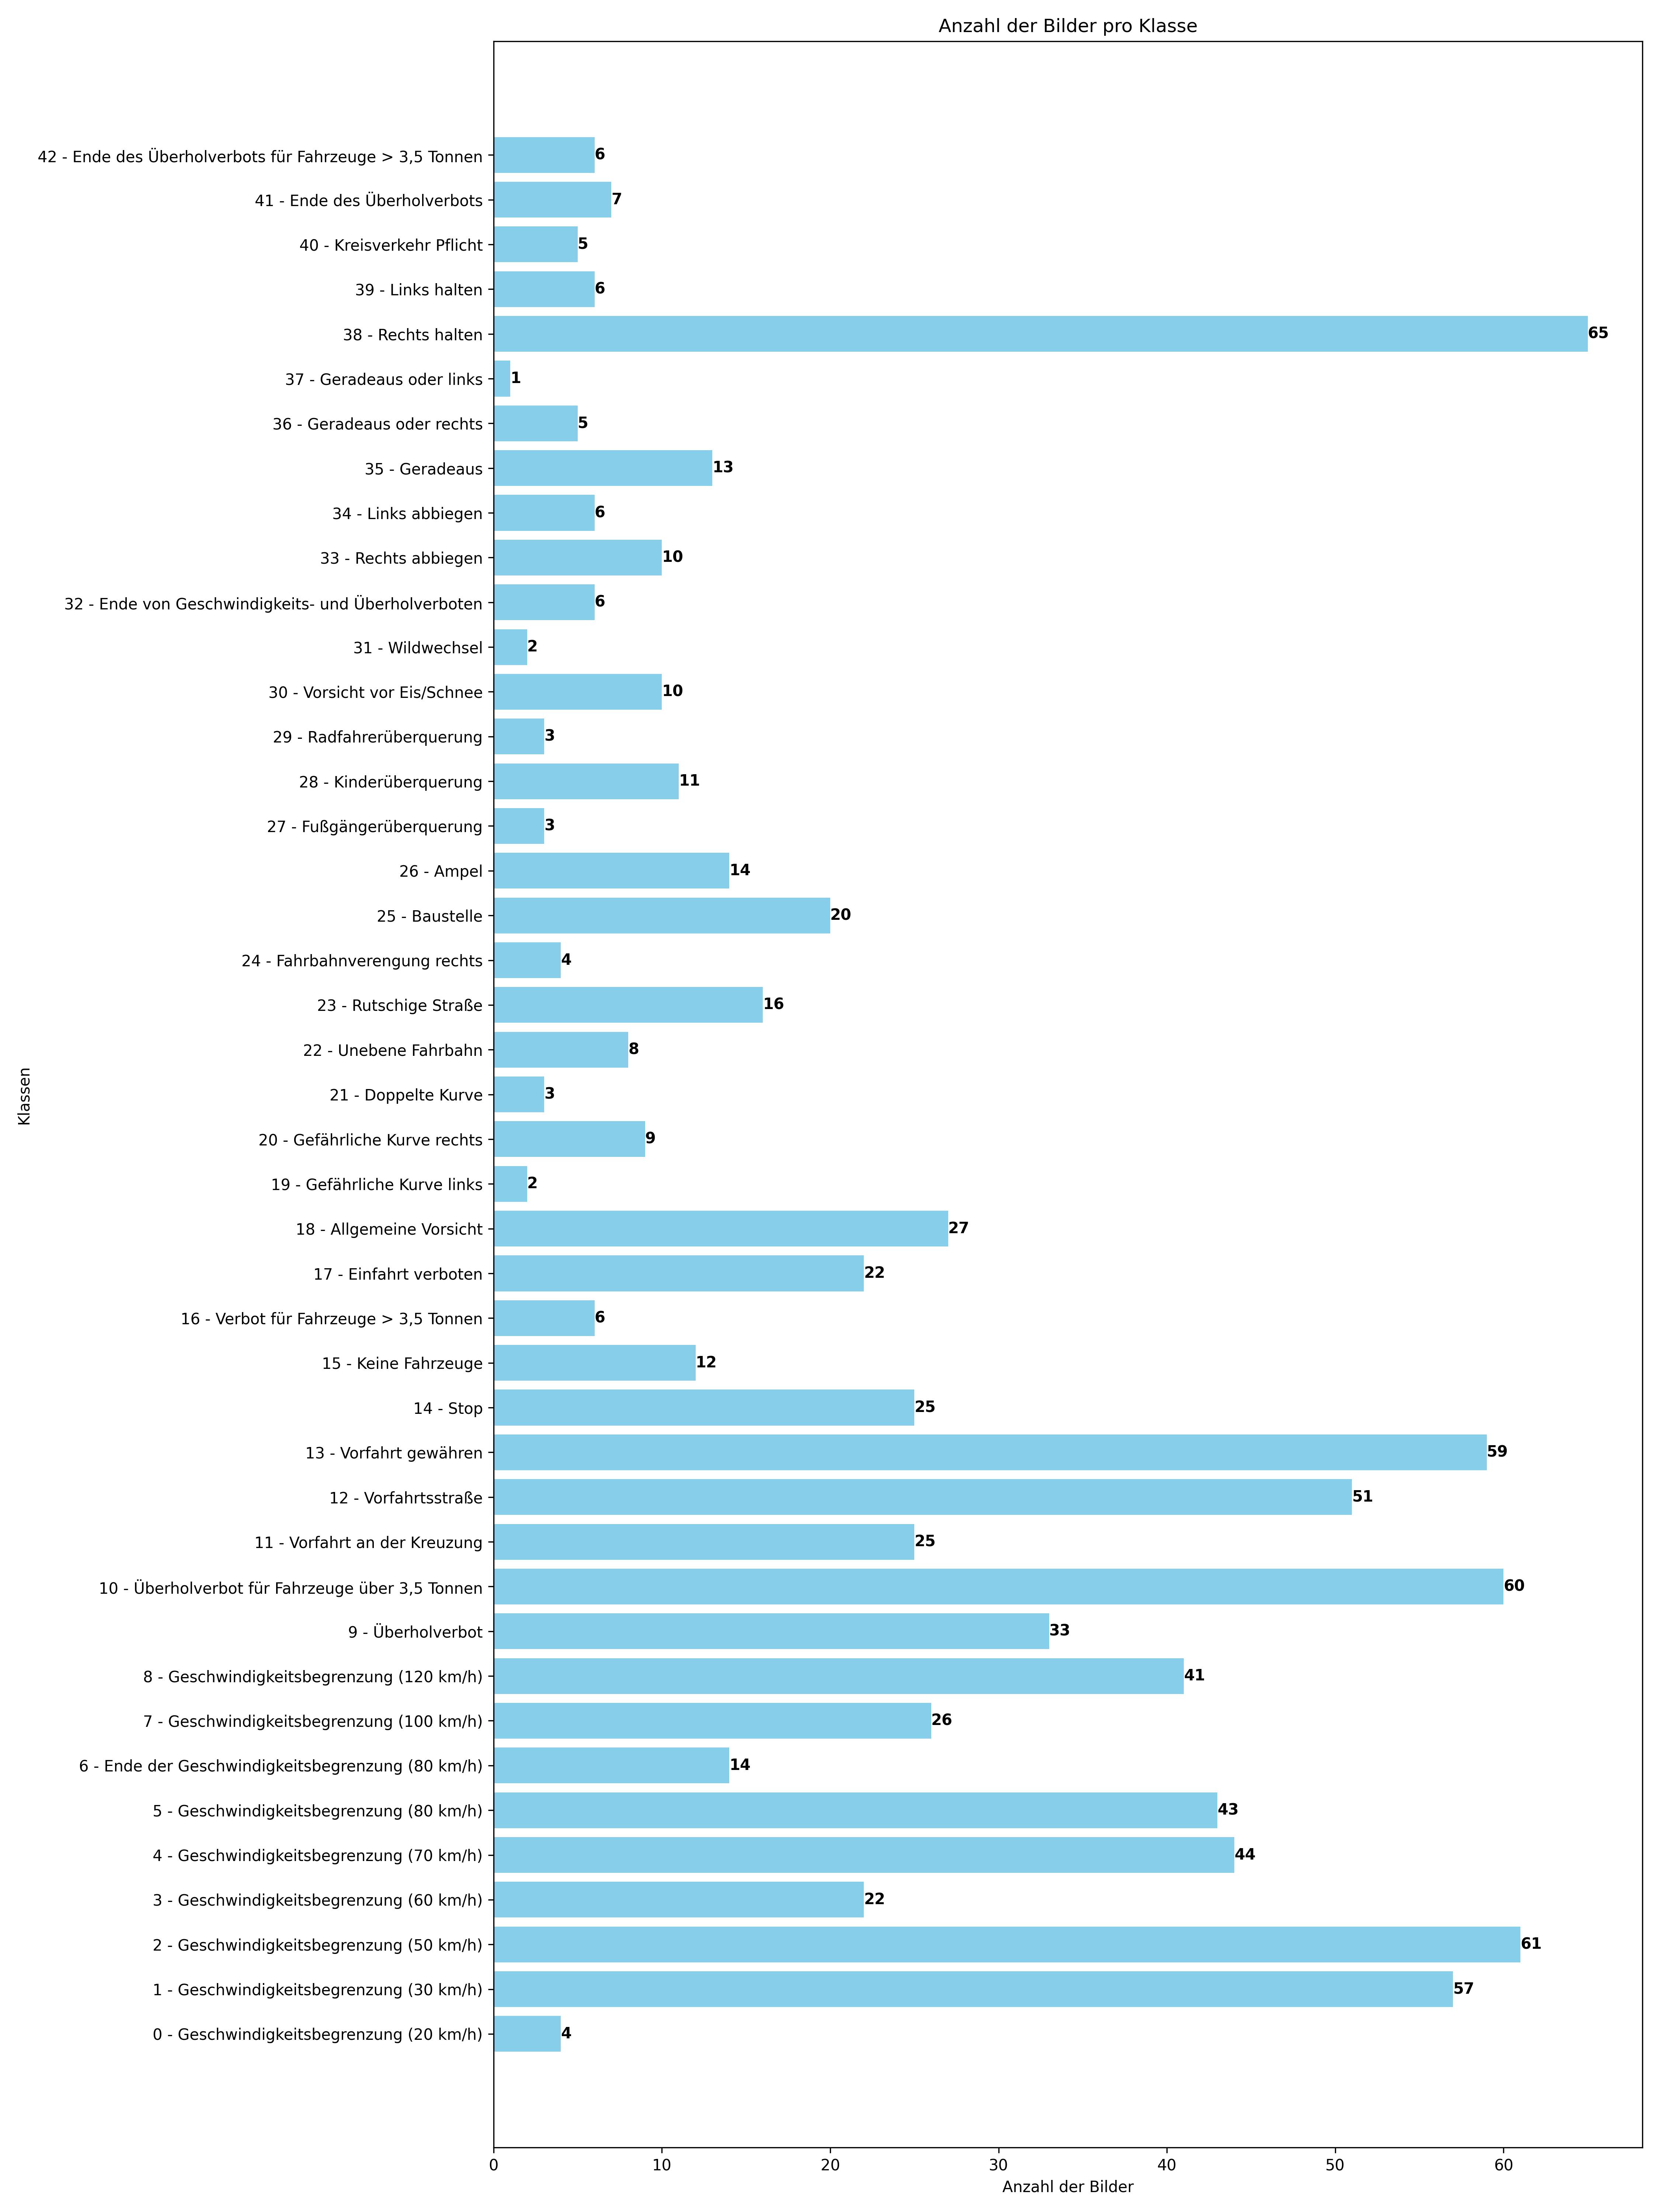 Anzahl der Bilder pro Klasse
42 - Ende des Überholverbots für Fahrzeuge > 3,5 Tonnen 6
41 - Ende des Überholverbots 7
40 - Kreisverkehr Pflicht 5
39 - Links halten 6
38 - Rechts halten 65
37 - Geradeaus oder links 1
36 - Geradeaus oder rechts 5
35 - Geradeaus 13
34 - Links abbiegen 6
33 - Rechts abbiegen 10
32 - Ende von Geschwindigkeits- und Überholverboten 6
31 - Wildwechsel 2
30 - Vorsicht vor Eis/Schnee 10
29 - Radfahrerüberquerung 3
28 - Kinderüberquerung 11
27 - Fußgängerüberquerung 3
26 - Ampel 14
25 - Baustelle 20
24 - Fahrbahnverengung rechts 4
23 - Rutschige Straße 16
22 - Unebene Fahrbahn 8
21 - Doppelte Kurve 3
20 - Gefährliche Kurve rechts 9
19 - Gefährliche Kurve links 2
18 - Allgemeine Vorsicht 27
17 - Einfahrt verboten 22
16 - Verbot für Fahrzeuge > 3,5 Tonnen 6
15 - Keine Fahrzeuge 12
14 - Stop 25
13 - Vorfahrt gewähren 59
12 - Vorfahrtsstraße 51
11 - Vorfahrt an der Kreuzung 25
10 - Überholverbot für Fahrzeuge über 3,5 Tonnen 60
9 - Überholverbot 33
8 - Geschwindigkeitsbegrenzung (120 km/h) 41
7 - Geschwindigkeitsbegrenzung (100 km/h) 26
6 - Ende der Geschwindigkeitsbegrenzung (80 km/h) 14
5 - Geschwindigkeitsbegrenzung (80 km/h) 43
4 - Geschwindigkeitsbegrenzung (70 km/h) 44
3 - Geschwindigkeitsbegrenzung (60 km/h) 22
2 - Geschwindigkeitsbegrenzung (50 km/h) 61
1 - Geschwindigkeitsbegrenzung (30 km/h) 57
0 - Geschwindigkeitsbegrenzung (20 km/h) 4
Klassen
0 10 20 30 40 50 60
Anzahl der Bilder